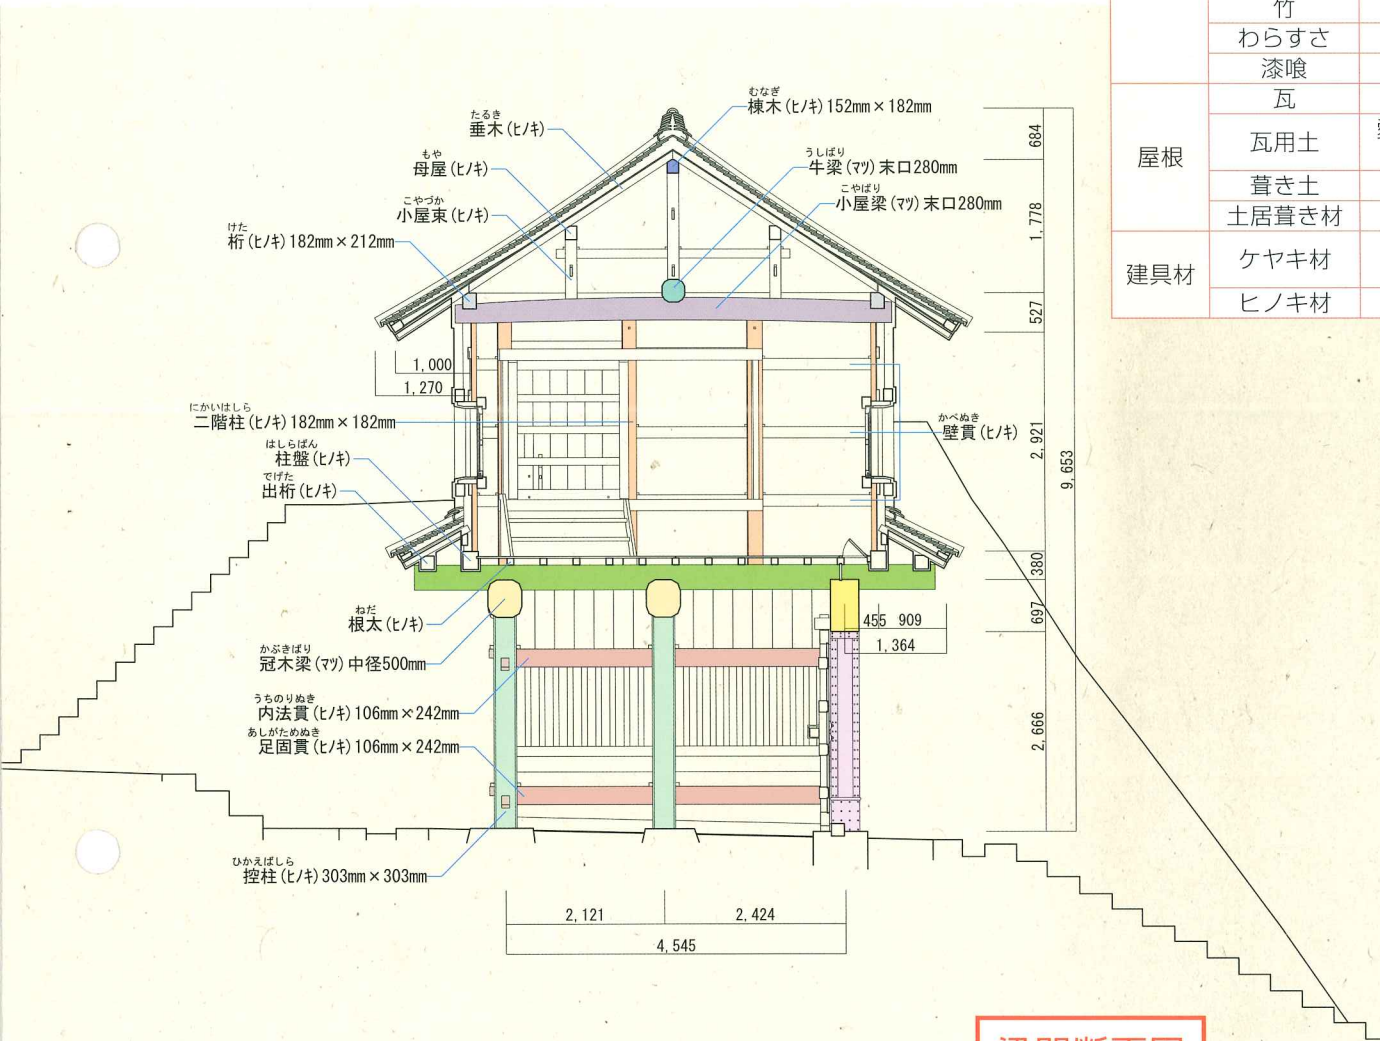 竹
わらすさ
漆喰
瓦
屋根
瓦用土
葺き土
土居葺き材
建具材
ケヤキ材
ヒノキ材
むなぎ
棟木(ヒノキ)152mm×182mm
たるき
垂木(ヒノキ)
もや
母屋(ヒノキ)
うしばり
牛梁(マツ)末口280mm
こやづか
小屋束(ヒノキ)
こやばり
小屋梁(マツ)末口280mm
けた
桁(ヒノキ)182mm×212mm
684
1,778
527
1,000
1,270
にかいはしら
二階柱(ヒノキ)182mm×182mm
かべぬき
壁貫(ヒノキ)
2,921
9,653
はしらばん
柱盤(ヒノキ)
でげた
出桁(ヒノキ)
380
697
ねだ
根太(ヒノキ)
455 909
1,364
かぶきばり
冠木梁(マツ)中径500mm
うちのりぬき
内法貫(ヒノキ)106mm×242mm
あしがためぬき
足固貫(ヒノキ)106mm×242mm
2,666
ひかえばしら
控柱(ヒノキ)303mm×303mm
2,121
2,424
4,545
梁間断面図